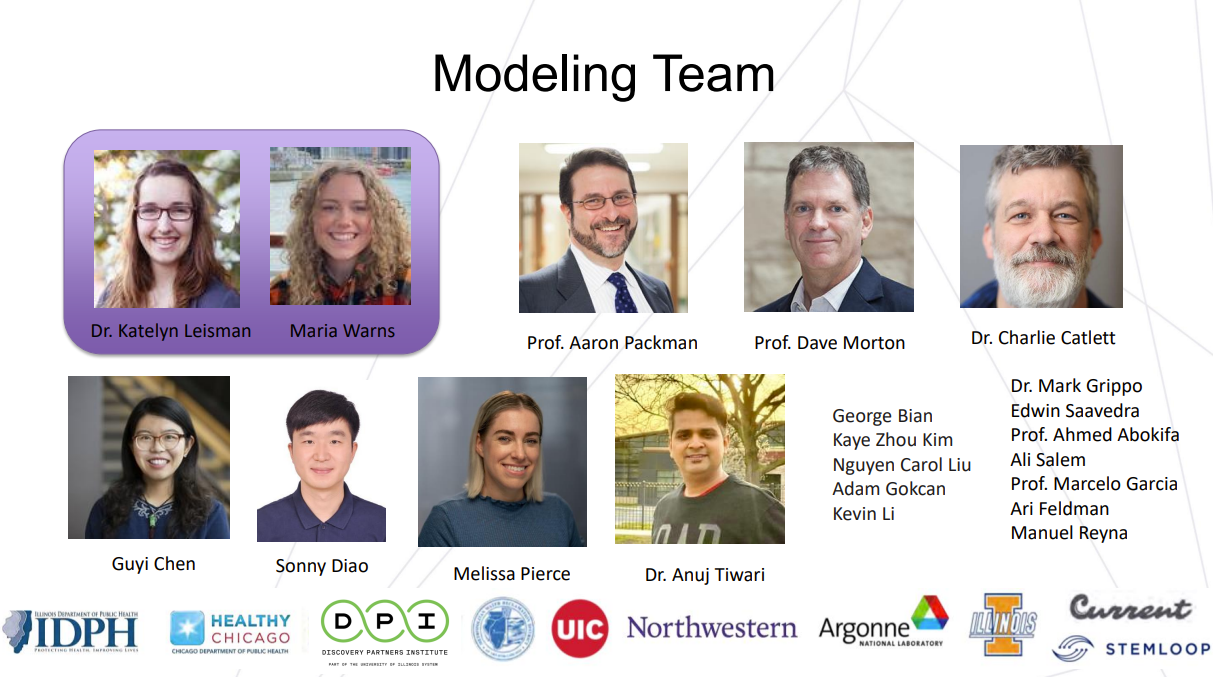 Modeling Team
Dr. Katelyn Leisman
Maria Warns
Prof. Aaron Packman
Prof. Dave Morton
Dr. Charlie Catlett
Guyi Chen
Sonny Diao
Melissa Pierce
Dr. Anuj Tiwari
George Bian
Kaye Zhou Kim
Nguyen Carol Liu
Adam Gokcan
Kevin Li
Dr. Mark Grippo
Edwin Saavedra
Prof. Ahmed Abokifa
Ali Salem
Prof. Marcelo Garcia
Ari Feldman
Manuel Reyna
ILLINOIS DEPARTMENT OF PUBLIC HEALTH
IDPH
PROTECTING HEALTH, IMPROVING LIVES
HEALTHY
CHICAGO
CHICAGO DEPARTMENT OF PUBLIC HEALTH
DPI
DISCOVERY PARTNERS INSTITUTE
PART OF THE UNIVERSITY OF ILLINOIS SYSTEM
UIC
Northwestern
Argonne
NATIONAL LABORATORY
ILLINOIS
Current
STEMLOOP